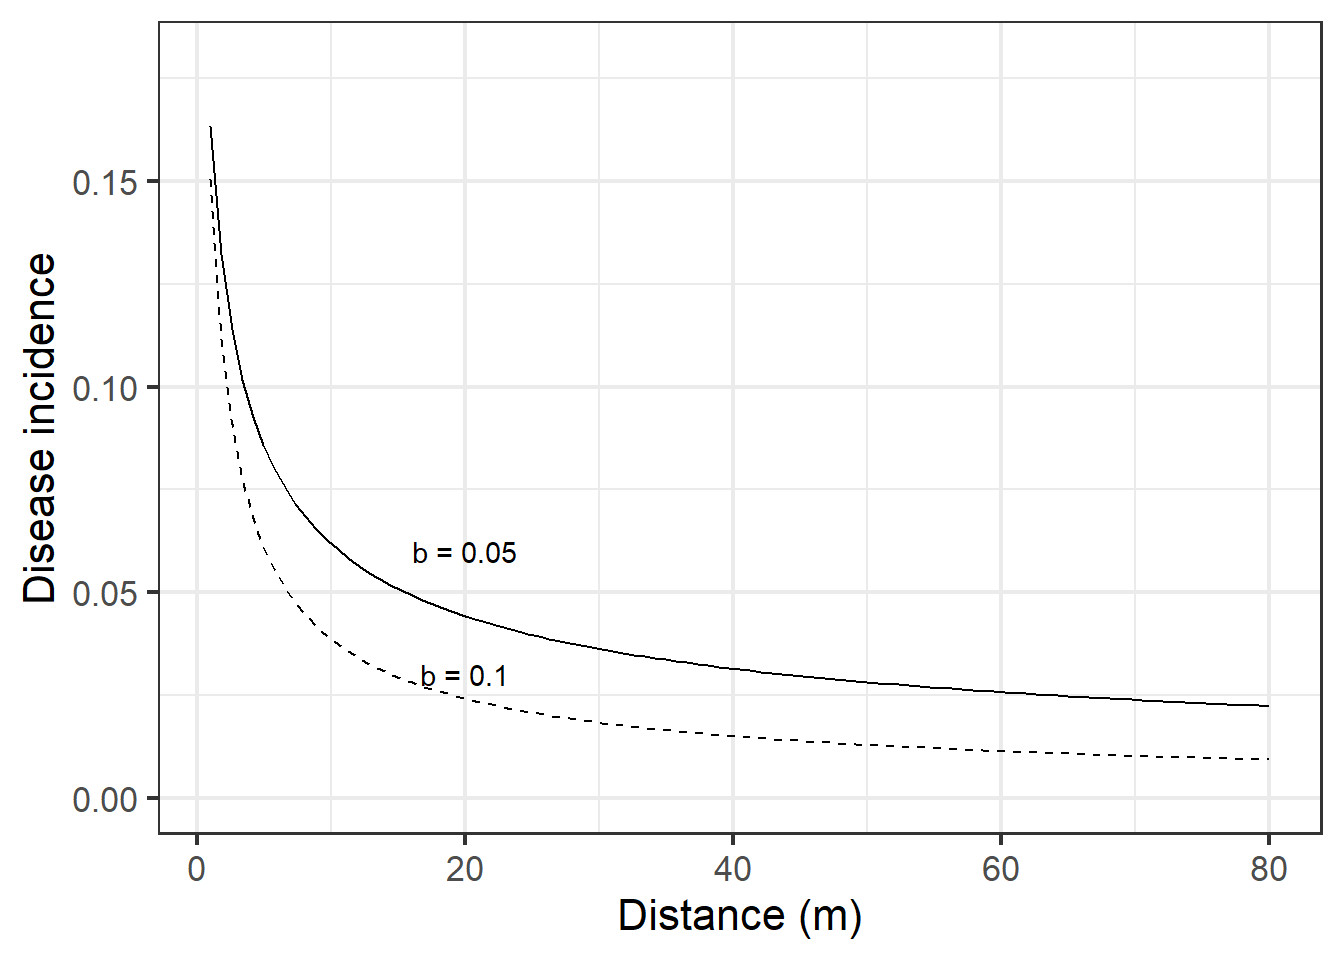 Disease incidence
0.15
0.10
0.05
0.00
b = 0.05
b = 0.1
0 20 40 60 80
Distance (m)